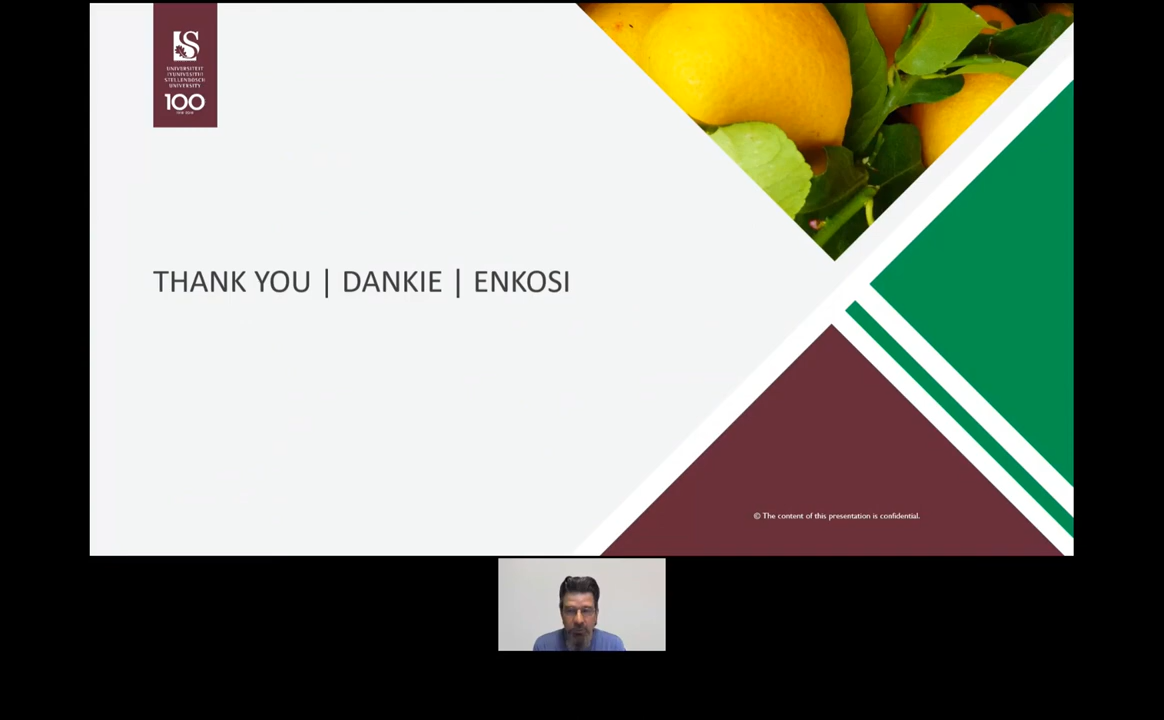 UNIVERSITEIT
IYUNIVESITHI
STELLENBOSCH
UNIVERSITY
100
THANK YOU | DANKIE | ENKOSI
© The content of this presentation is confidential.